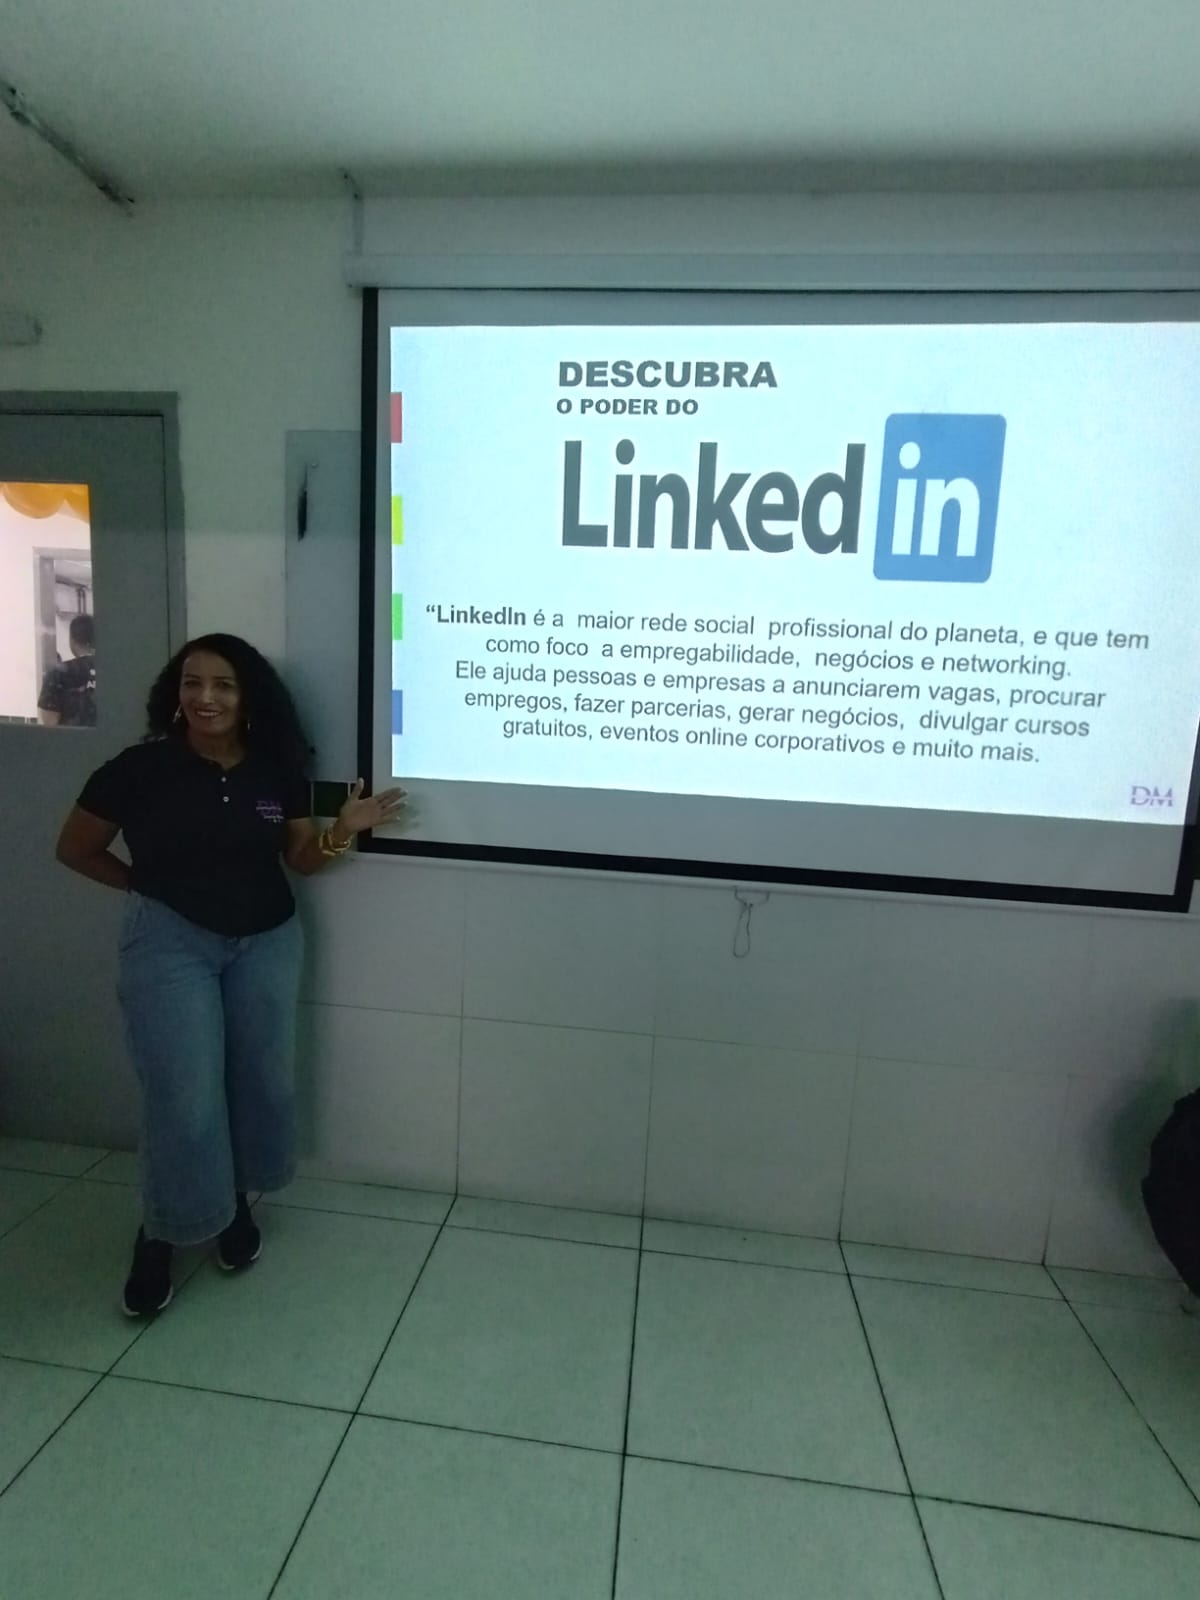 DESCUBRA
O PODER DO
Linked in
“LinkedIn é a maior rede social profissional do planeta, e que tem
como foco a empregabilidade, negócios e networking.
Ele ajuda pessoas e empresas a anunciarem vagas, procurar
empregos, fazer parcerias, gerar negócios, divulgar cursos
gratuitos, eventos online corporativos e muito mais.
DM
DM